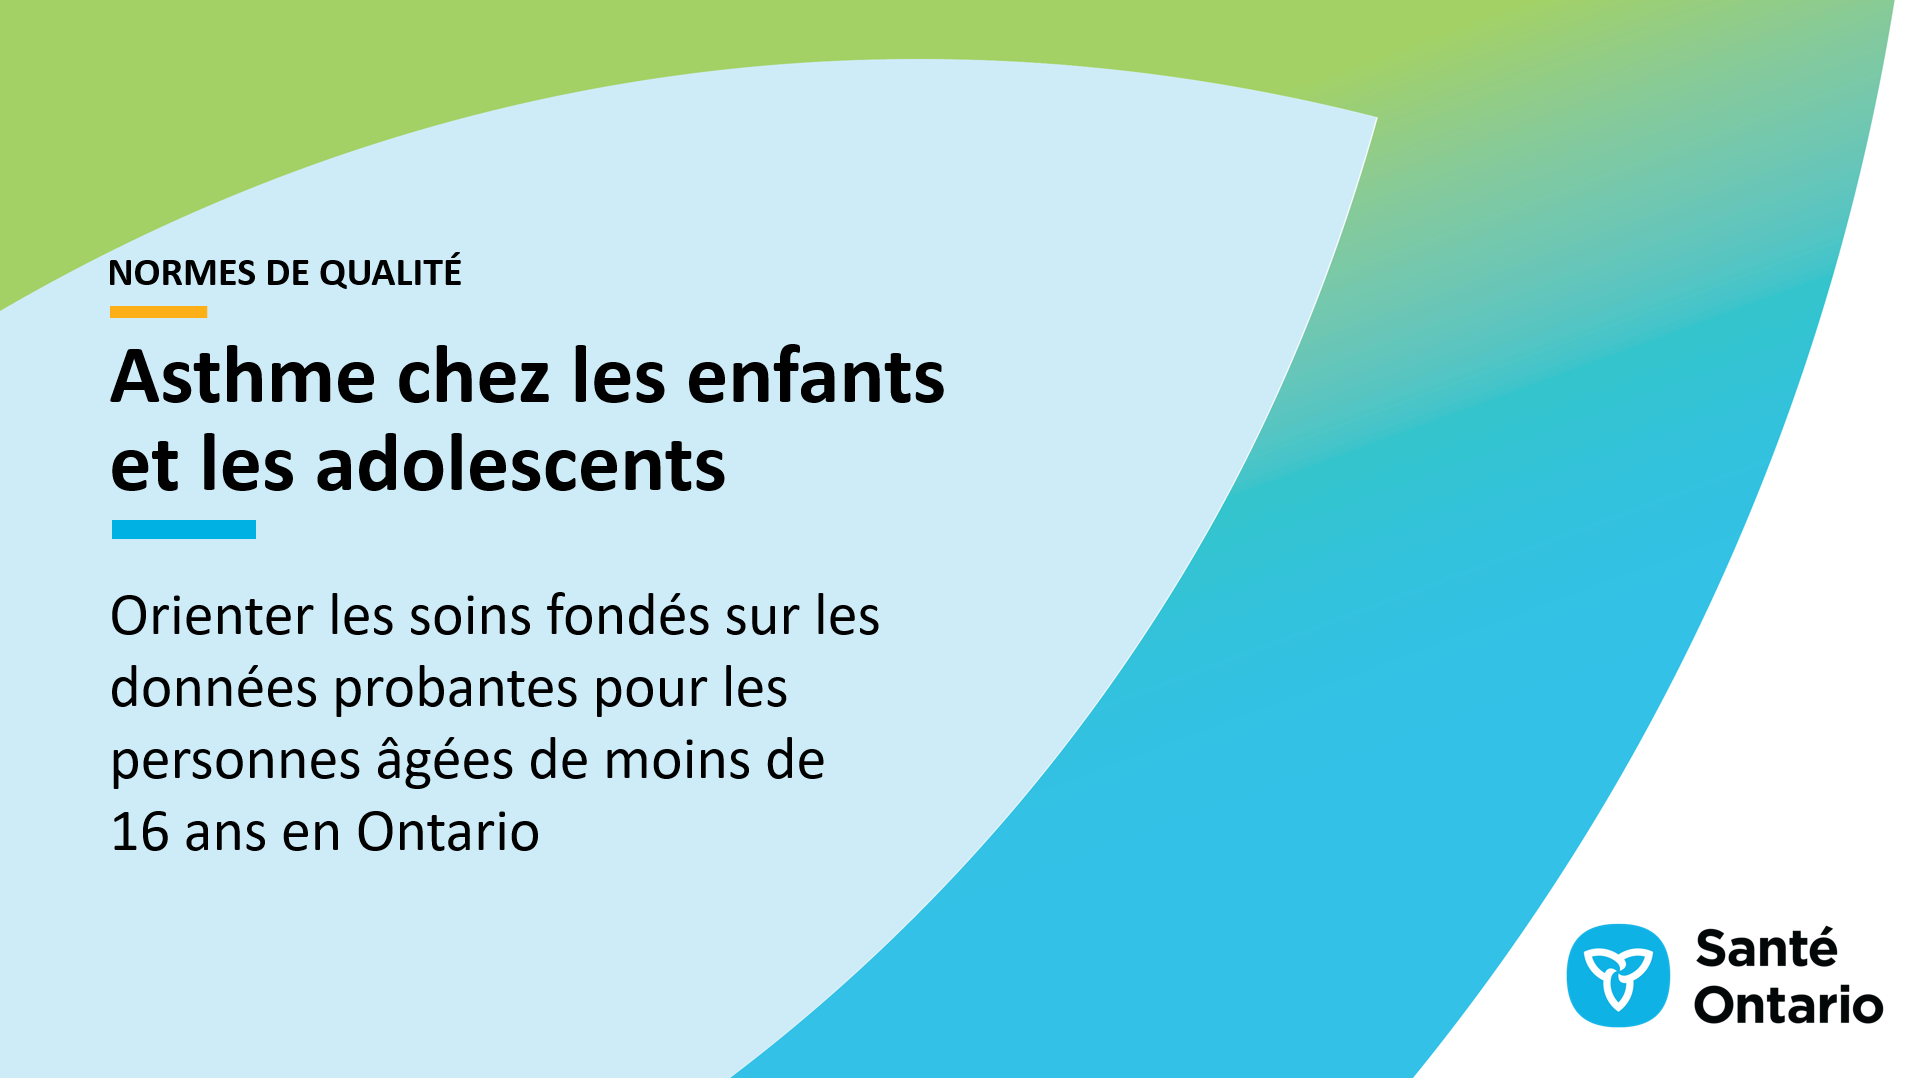 NORMES DE QUALITÉ
Asthme chez les enfants
et les adolescents
Orienter les soins fondés sur les
données probantes pour les
personnes âgées de moins de
16 ans en Ontario
Santé
Ontario